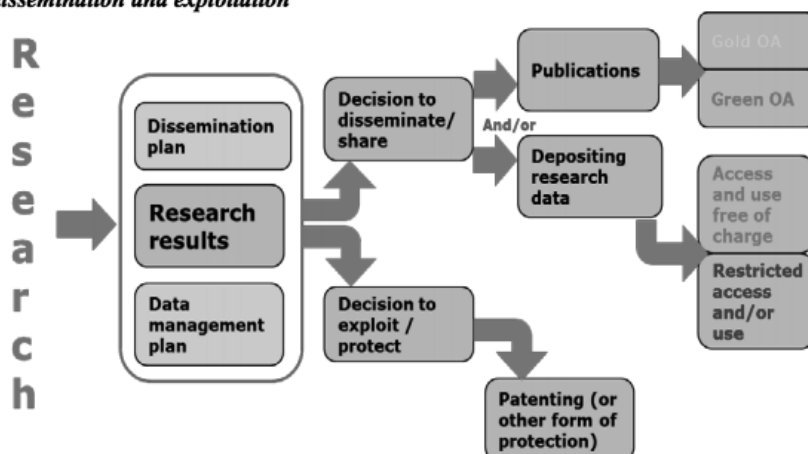 dissemination and exploitation
Research
Dissemination
plan
Research
results
Data
management
plan
Decision to
disseminate/
share
And/or
Decision to
exploit /
protect
Publications
Depositing
research
data
Patenting (or
other form of
protection)
Gold OA
Green OA
Access
and use
free of
charge
Restricted
access
and/or
use